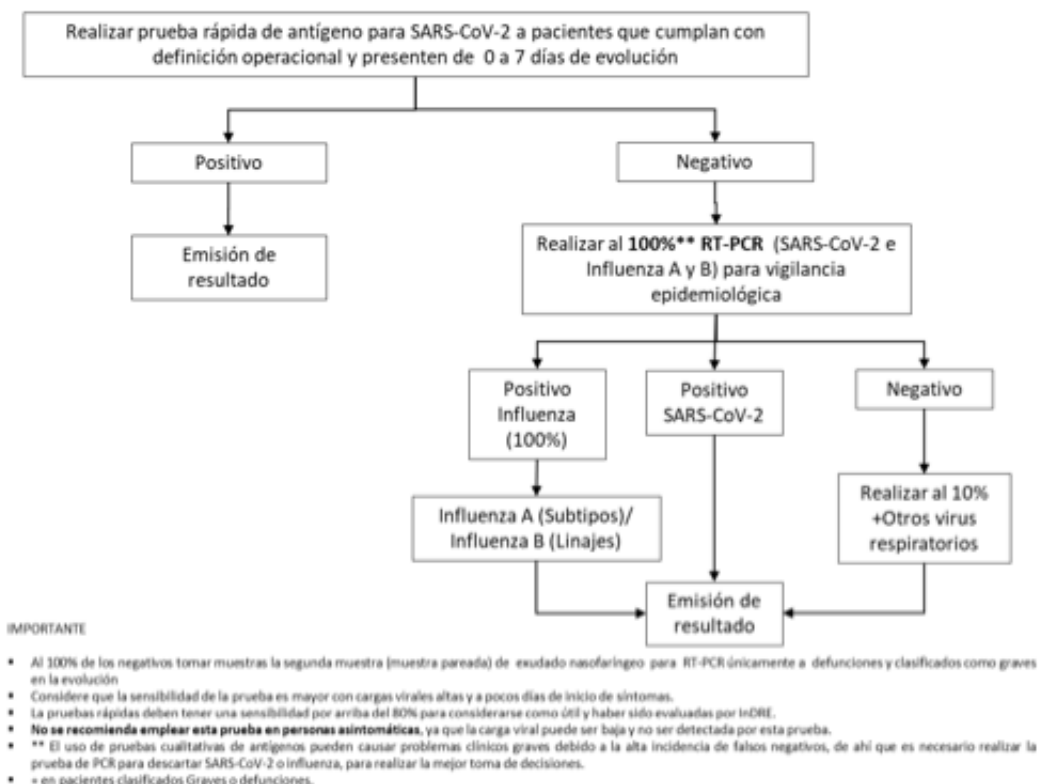 Realizar prueba rápida de antígeno para SARS-CoV-2 a pacientes que cumplan con
definición operacional y presenten de 0 a 7 días de evolución
Positivo
Negativo
Emisión de
resultado
Realizar al 100%** RT-PCR (SARS-CoV-2 e
Influenza A y B) para vigilancia
epidemiológica
Positivo
Influenza
(100%)
Positivo
SARS-CoV-2
Negativo
Influenza A (Subtipos)/
Influenza B (Linajes)
Realizar al 10%
+Otros virus
respiratorios
Emisión de
resultado
IMPORTANTE
▪ Al 100% de los negativos tomar muestras la segunda muestra (muestra pareada) de exudado nasofaríngeo para RT-PCR únicamente a defunciones y clasificados como graves
en la evolución
▪ Considere que la sensibilidad de la prueba es mayor con cargas virales altas y a pocos días de inicio de síntomas.
▪ La pruebas rápidas deben tener una sensibilidad por arriba del 80% para considerarse como útil y haber sido evaluadas por InDRE.
▪ No se recomienda emplear esta prueba en personas asintomáticas, ya que la carga viral puede ser baja y no ser detectada por esta prueba.
▪ ** El uso de pruebas cualitativas de antígenos pueden causar problemas clínicos graves debido a la alta incidencia de falsos negativos, de ahí que es necesario realizar la
prueba de PCR para descartar SARS-CoV-2 o influenza, para realizar la mejor toma de decisiones.
▪ + en pacientes clasificados Graves o defunciones.